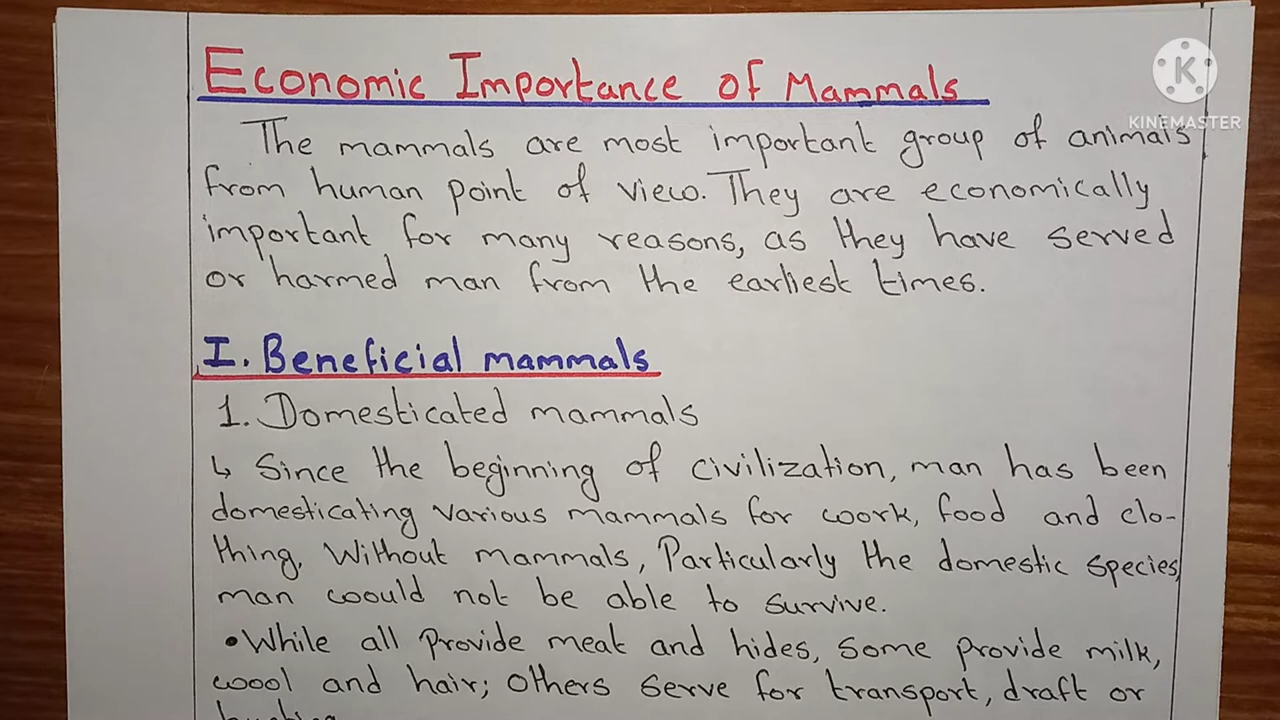 Economic Importance of Mammals
K
KINEMASTER
The mammals are most important group of animals
from human point of view. They are economically
important for many reasons, as they have served
or harmed man from the earliest times.
I. Beneficial mammals
1. Domesticated mammals
↳ Since the beginning of civilization, man has been
domesticating various mammals for work, food and clo-
thing. Without mammals, Particularly the domestic species,
man would not be able to survive.
•While all provide meat and hides, some provide milk,
wool and hair; others serve for transport, draft or